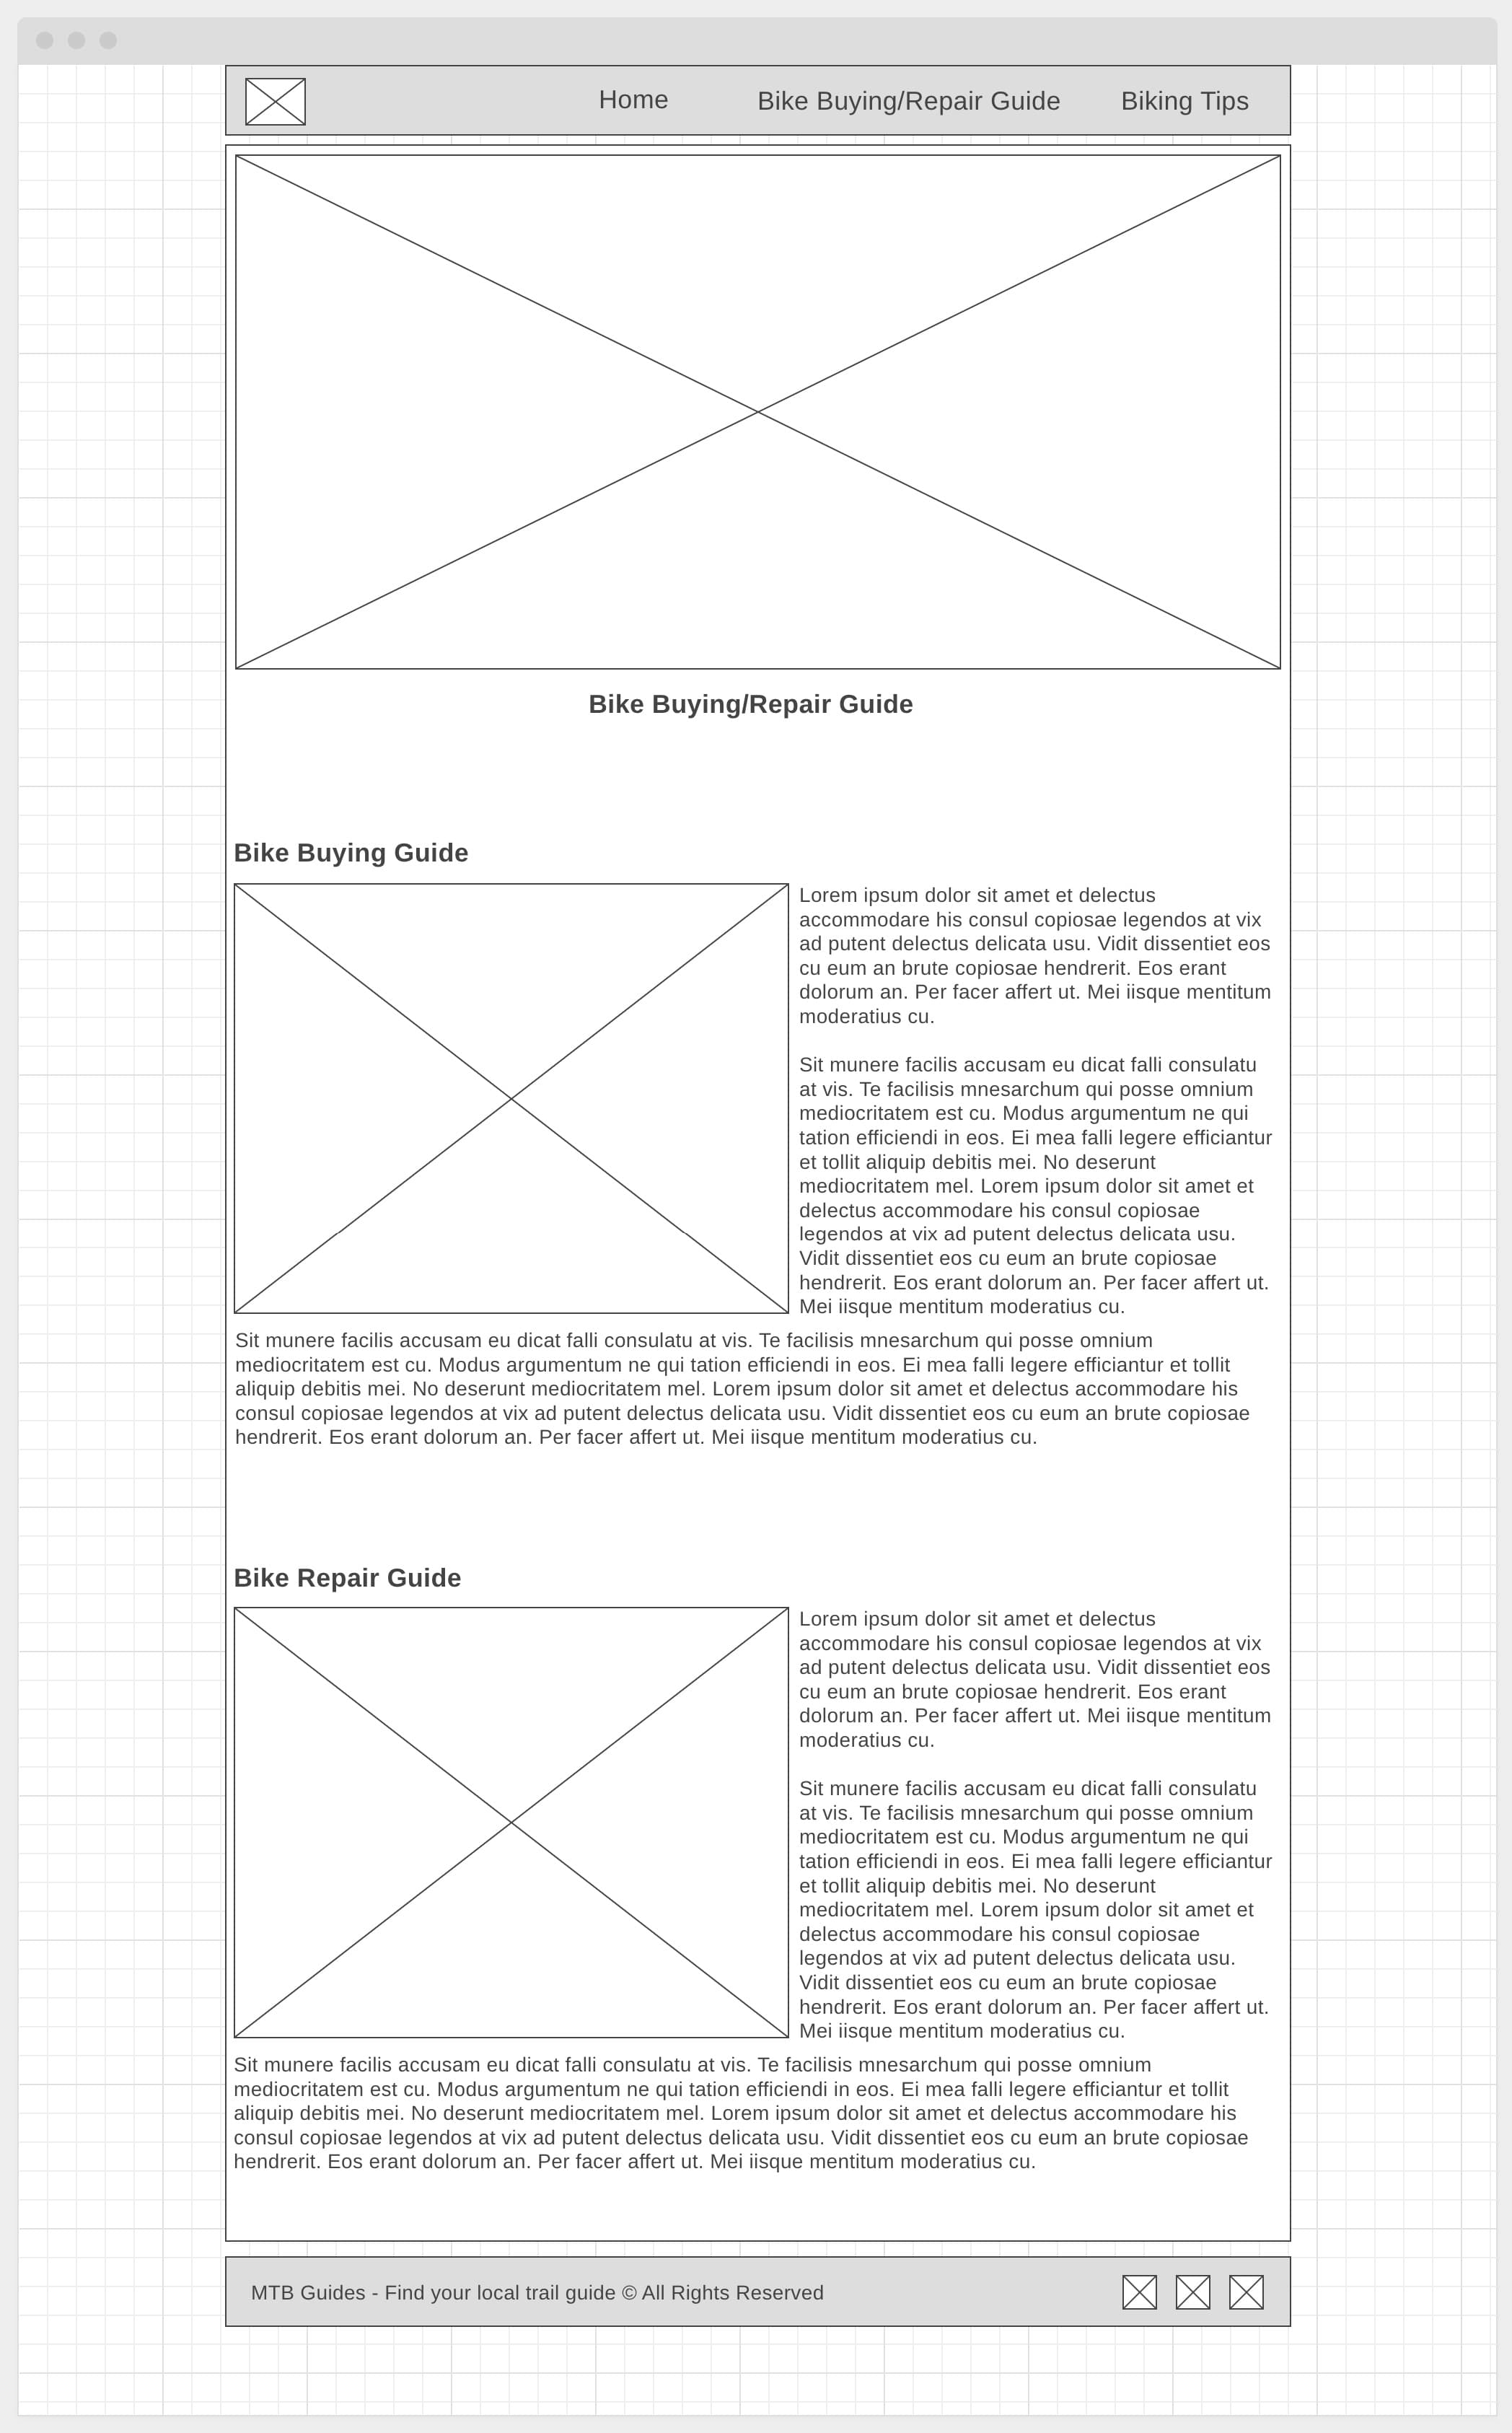 Home Bike Buying/Repair Guide Biking Tips
Bike Buying/Repair Guide
Bike Buying Guide
Lorem ipsum dolor sit amet et delectus
accommodare his consul copiosae legendos at vix
ad putent delectus delicata usu. Vidit dissentiet eos
cu eum an brute copiosae hendrerit. Eos erant
dolorum an. Per facer affert ut. Mei iisque mentitum
moderatius cu.
Sit munere facilis accusam eu dicat falli consulatu
at vis. Te facilisis mnesarchum qui posse omnium
mediocritatem est cu. Modus argumentum ne qui
tation efficiendi in eos. Ei mea falli legere efficiantur
et tollit aliquip debitis mei. No deserunt
mediocritatem mel. Lorem ipsum dolor sit amet et
delectus accommodare his consul copiosae
legendos at vix ad putent delectus delicata usu.
Vidit dissentiet eos cu eum an brute copiosae
hendrerit. Eos erant dolorum an. Per facer affert ut.
Mei iisque mentitum moderatius cu.
Sit munere facilis accusam eu dicat falli consulatu at vis. Te facilisis mnesarchum qui posse omnium
mediocritatem est cu. Modus argumentum ne qui tation efficiendi in eos. Ei mea falli legere efficiantur et tollit
aliquip debitis mei. No deserunt mediocritatem mel. Lorem ipsum dolor sit amet et delectus accommodare his
consul copiosae legendos at vix ad putent delectus delicata usu. Vidit dissentiet eos cu eum an brute copiosae
hendrerit. Eos erant dolorum an. Per facer affert ut. Mei iisque mentitum moderatius cu.
Bike Repair Guide
Lorem ipsum dolor sit amet et delectus
accommodare his consul copiosae legendos at vix
ad putent delectus delicata usu. Vidit dissentiet eos
cu eum an brute copiosae hendrerit. Eos erant
dolorum an. Per facer affert ut. Mei iisque mentitum
moderatius cu.
Sit munere facilis accusam eu dicat falli consulatu
at vis. Te facilisis mnesarchum qui posse omnium
mediocritatem est cu. Modus argumentum ne qui
tation efficiendi in eos. Ei mea falli legere efficiantur
et tollit aliquip debitis mei. No deserunt
mediocritatem mel. Lorem ipsum dolor sit amet et
delectus accommodare his consul copiosae
legendos at vix ad putent delectus delicata usu.
Vidit dissentiet eos cu eum an brute copiosae
hendrerit. Eos erant dolorum an. Per facer affert ut.
Mei iisque mentitum moderatius cu.
Sit munere facilis accusam eu dicat falli consulatu at vis. Te facilisis mnesarchum qui posse omnium
mediocritatem est cu. Modus argumentum ne qui tation efficiendi in eos. Ei mea falli legere efficiantur et tollit
aliquip debitis mei. No deserunt mediocritatem mel. Lorem ipsum dolor sit amet et delectus accommodare his
consul copiosae legendos at vix ad putent delectus delicata usu. Vidit dissentiet eos cu eum an brute copiosae
hendrerit. Eos erant dolorum an. Per facer affert ut. Mei iisque mentitum moderatius cu.
MTB Guides - Find your local trail guide © All Rights Reserved